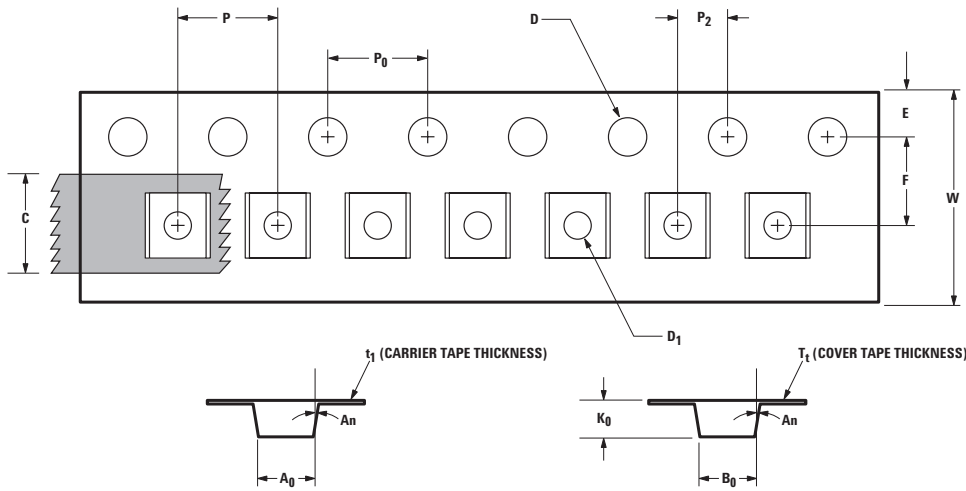 P
D
P₂
P₀
E
F
W
C
D₁
t₁ (CARRIER TAPE THICKNESS)
Tₜ (COVER TAPE THICKNESS)
An
K₀
An
A₀
B₀